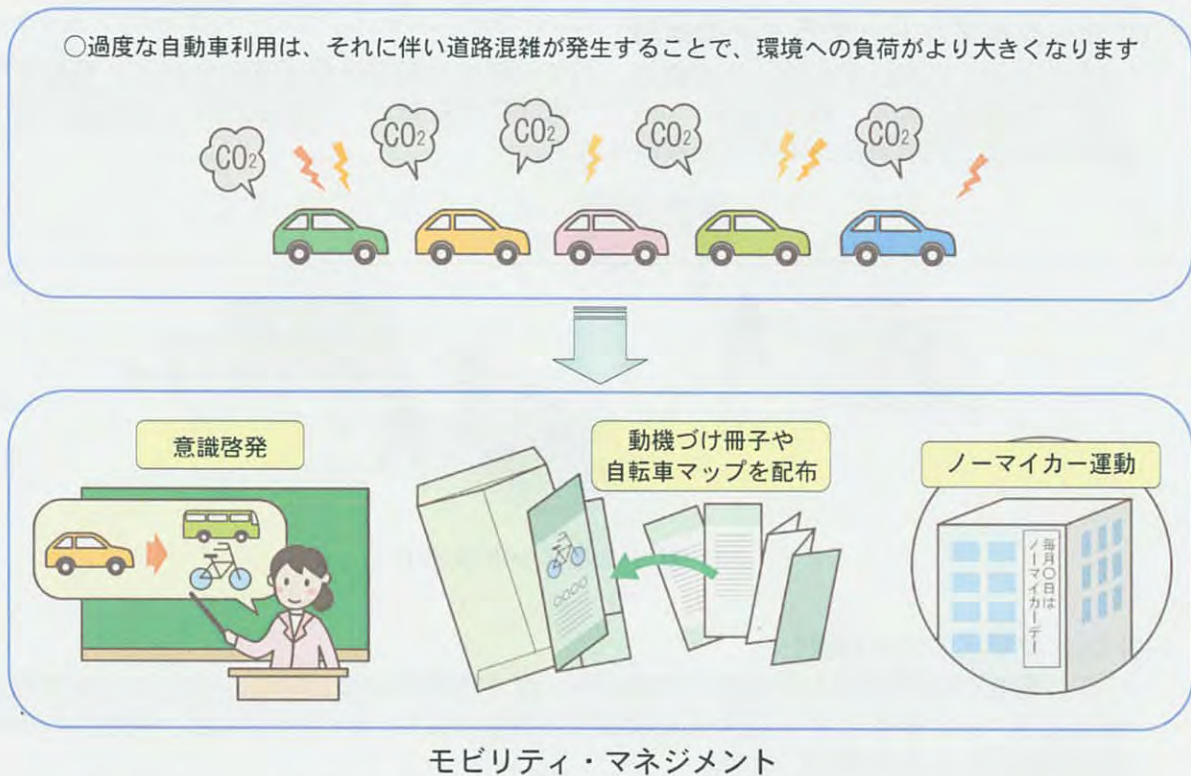 ○過度な自動車利用は、それに伴い道路混雑が発生することで、環境への負荷がより大きくなります
CO₂
CO₂
CO₂
CO₂
CO₂
意識啓発
動機づけ冊子や
自転車マップを配布
ノーマイカー運動
○○○○
毎月○日は
ノーマイカーデー
モビリティ・マネジメント